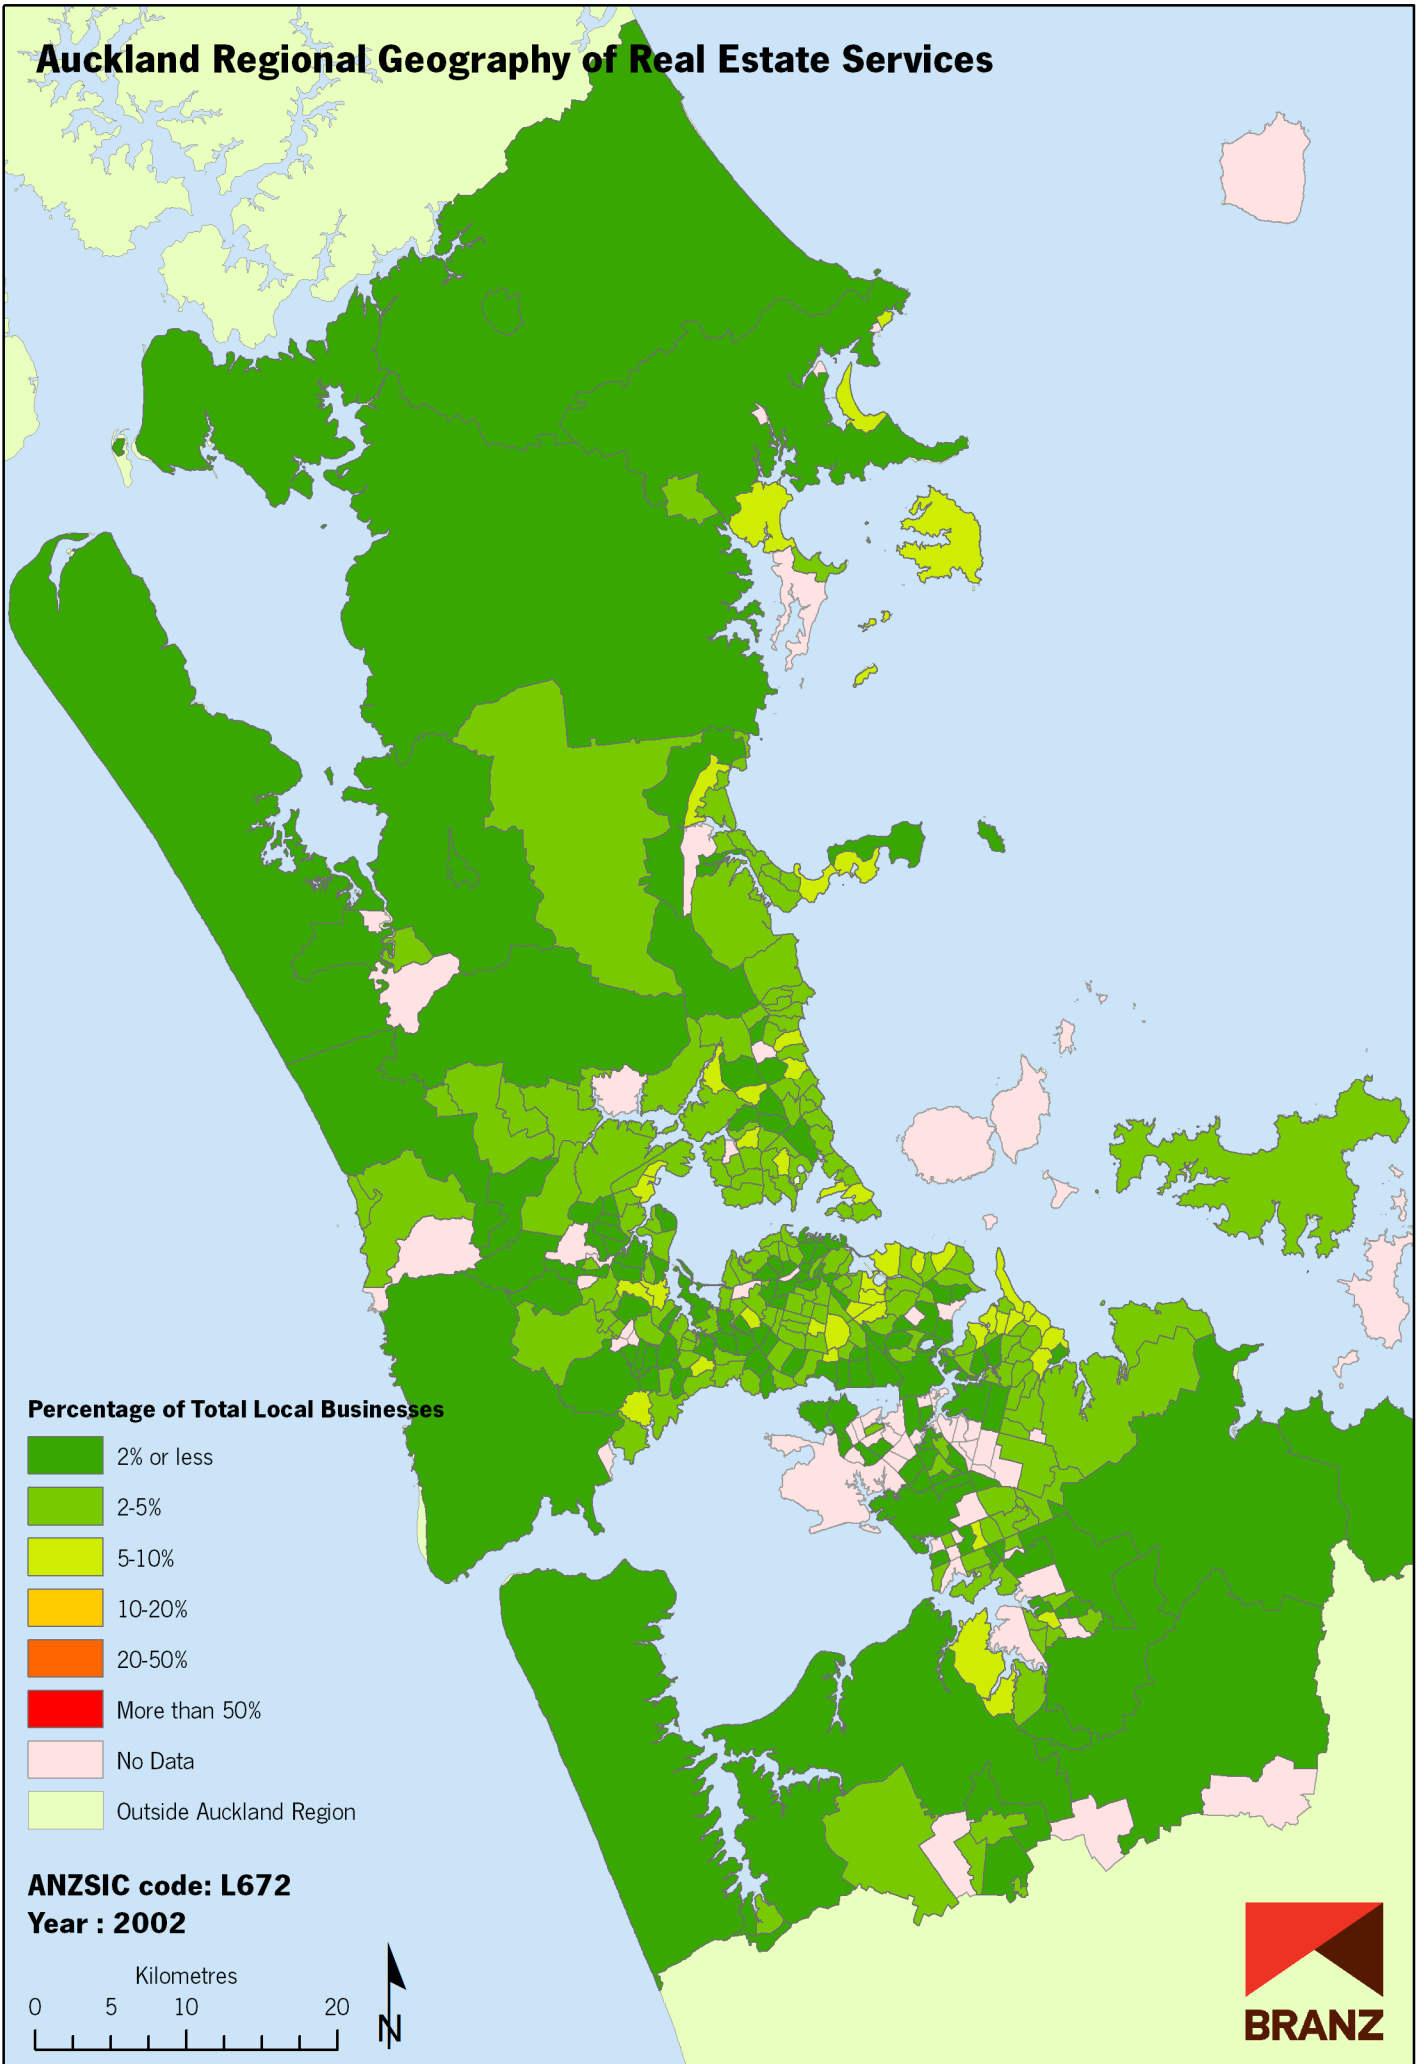 Auckland Regional Geography of Real Estate Services
Percentage of Total Local Businesses
2% or less
2-5%
5-10%
10-20%
20-50%
More than 50%
No Data
Outside Auckland Region
ANZSIC code: L672
Year : 2002
Kilometres
0 5 10 20
N
BRANZ